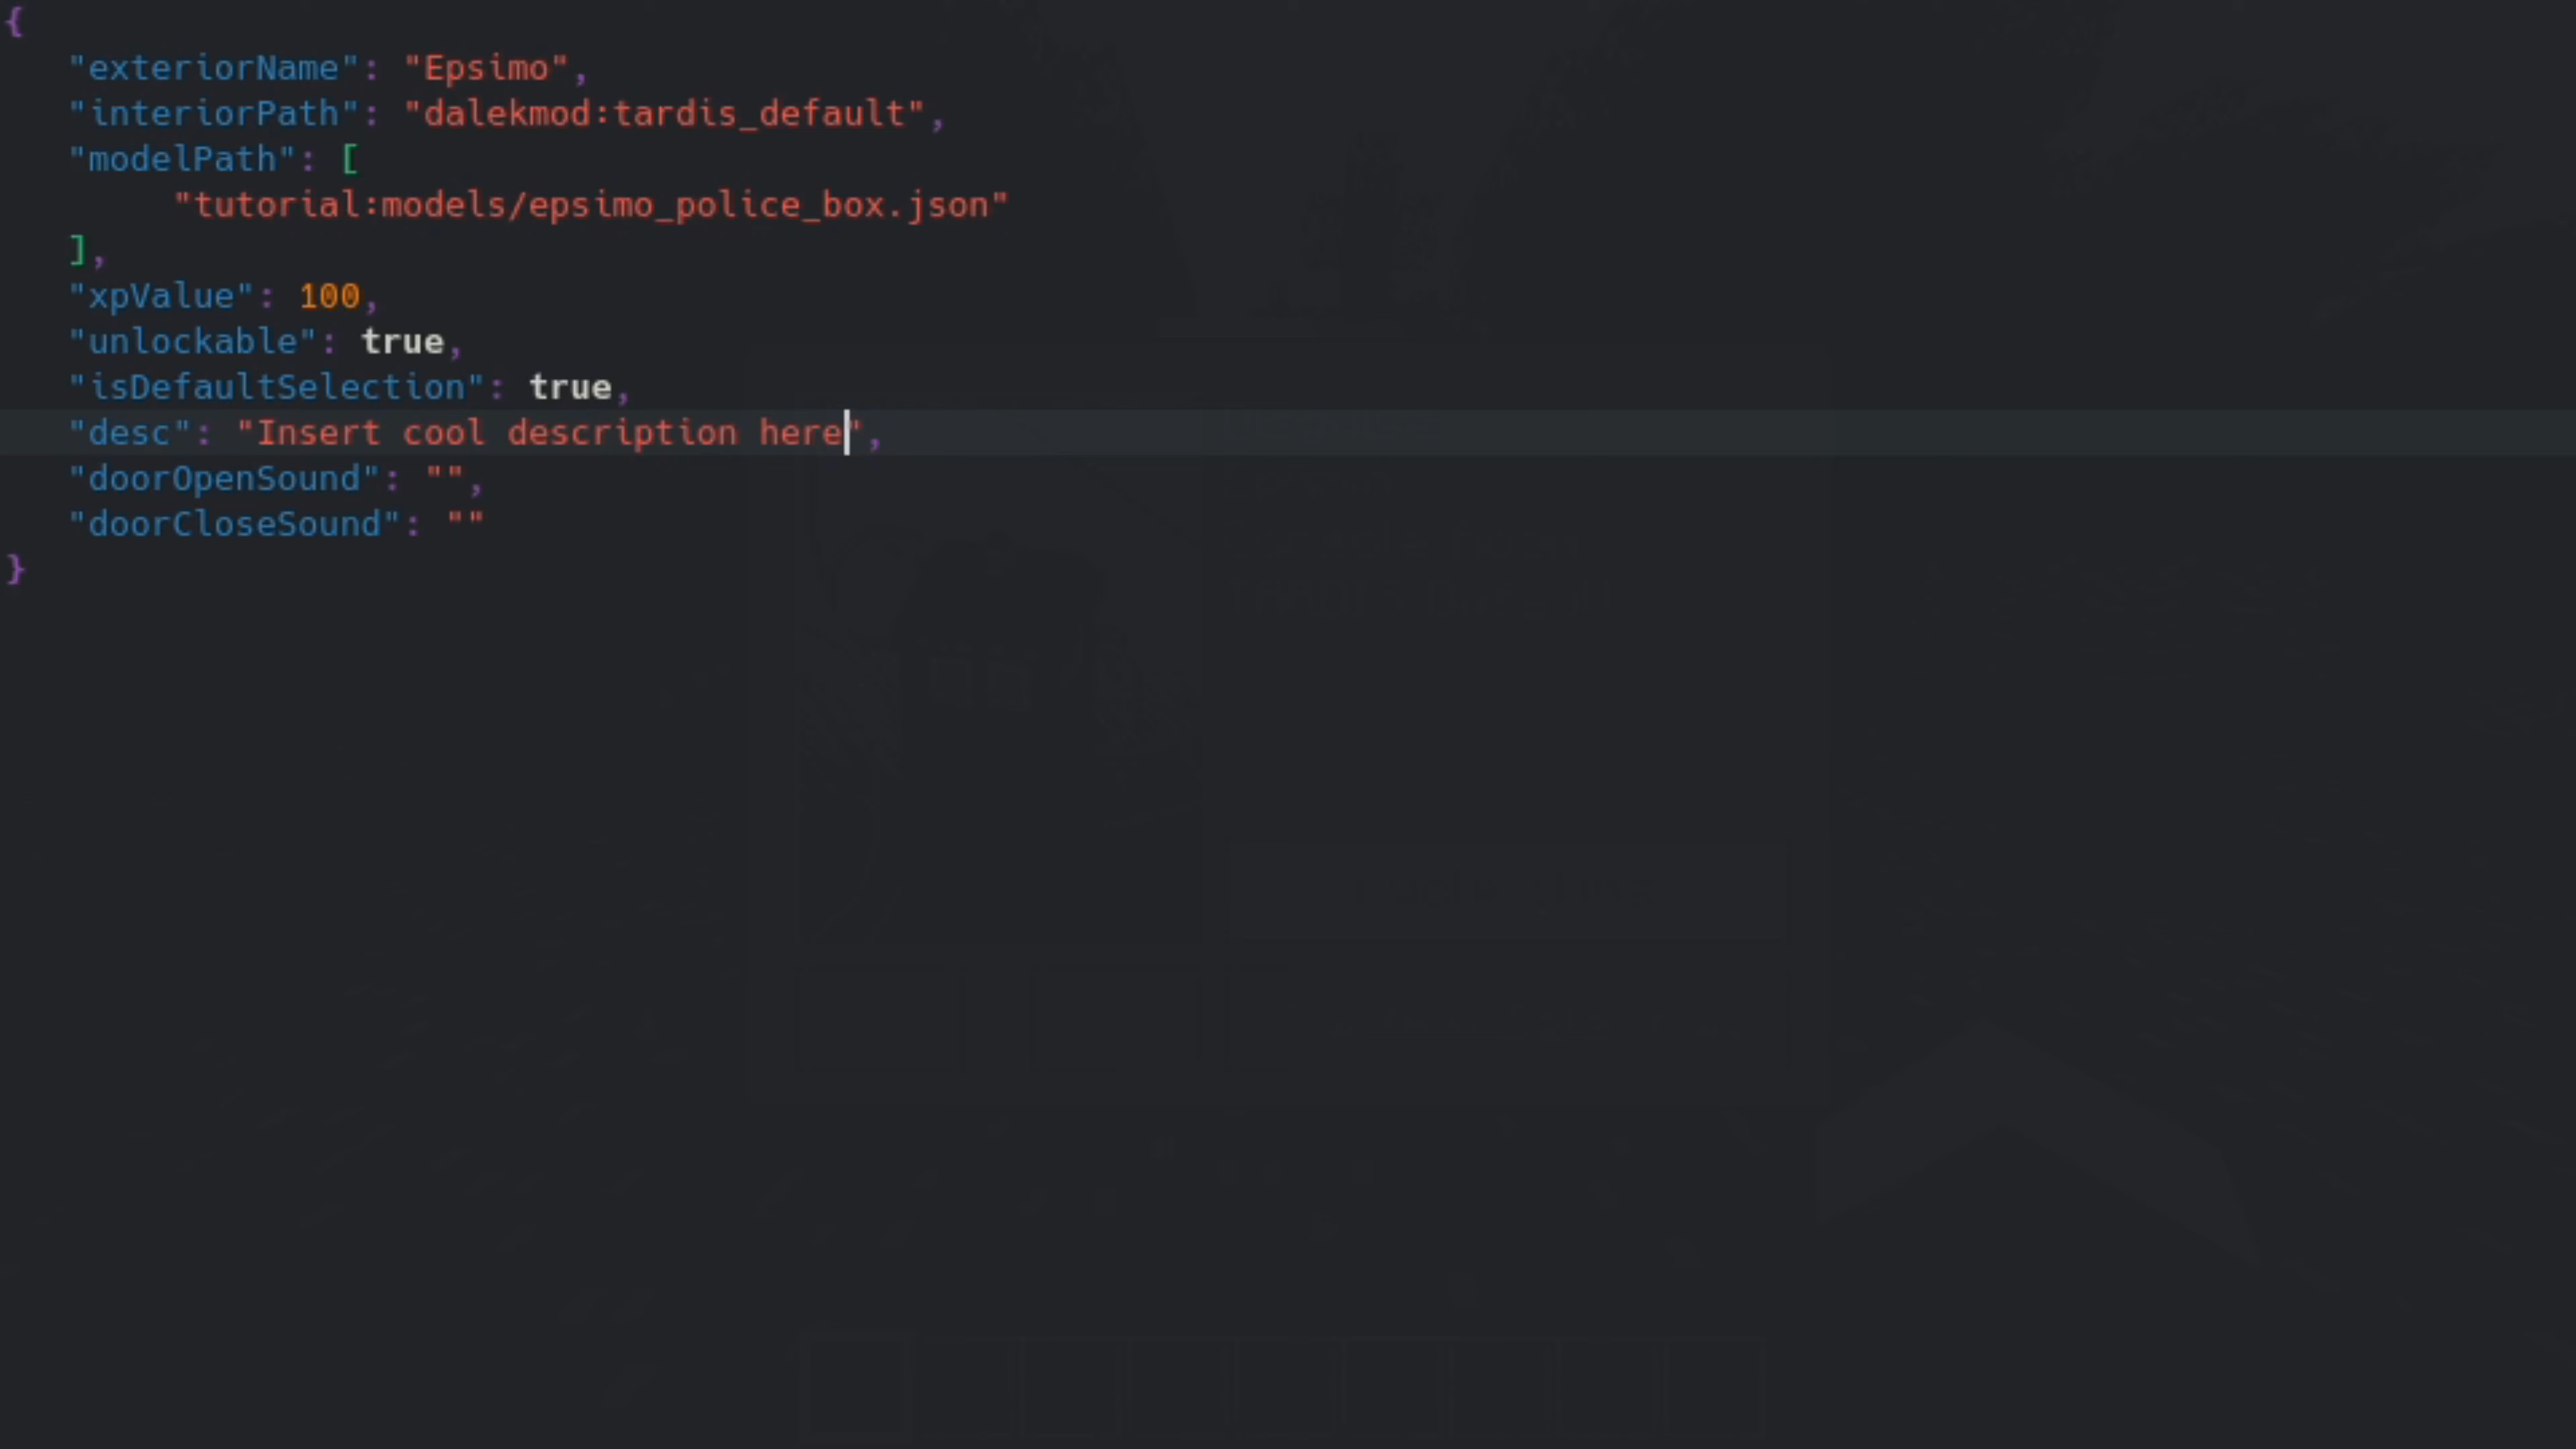 {
"exteriorName": "Epsimo",
"interiorPath": "dalekmod:tardis_default",
"modelPath": [
"tutorial:models/epsimo_police_box.json"
],
"xpValue": 100,
"unlockable": true,
"isDefaultSelection": true,
"desc": "Insert cool description here",
"doorOpenSound": "",
"doorCloseSound": ""
}